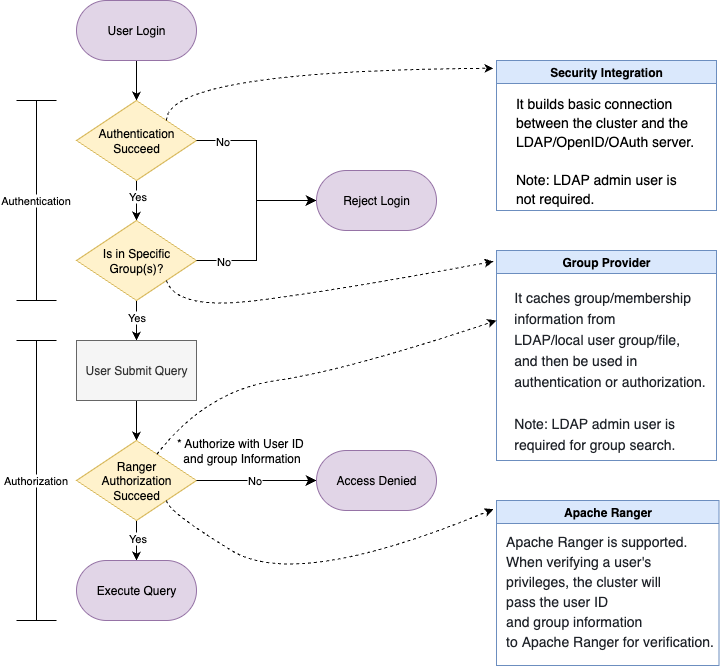 User Login
Authentication
Succeed
No
Yes
Authentication
Is in Specific
Group(s)?
No
Yes
Reject Login
User Submit Query
* Authorize with User ID
and group Information
Ranger
Authorization
Succeed
No
Access Denied
Authorization
Yes
Execute Query
Security Integration
It builds basic connection
between the cluster and the
LDAP/OpenID/OAuth server.
Note: LDAP admin user is
not required.
Group Provider
It caches group/membership
information from
LDAP/local user group/file,
and then be used in
authentication or authorization.
Note: LDAP admin user is
required for group search.
Apache Ranger
Apache Ranger is supported.
When verifying a user's
privileges, the cluster will
pass the user ID
and group information
to Apache Ranger for verification.